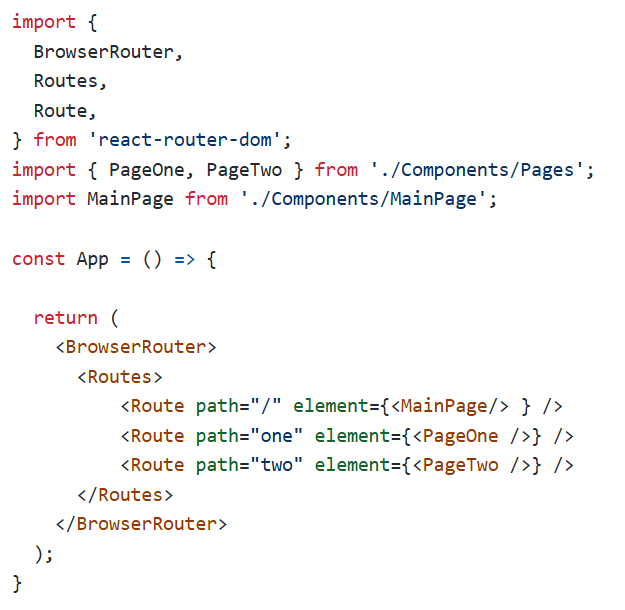 import {
  BrowserRouter,
  Routes,
  Route,
} from 'react-router-dom';
import { PageOne, PageTwo } from './Components/Pages';
import MainPage from './Components/MainPage';

const App = () => {

  return (
    <BrowserRouter>
      <Routes>
          <Route path="/" element={<MainPage/> } />
          <Route path="one" element={<PageOne />} />
          <Route path="two" element={<PageTwo />} />
      </Routes>
    </BrowserRouter>
  );
}